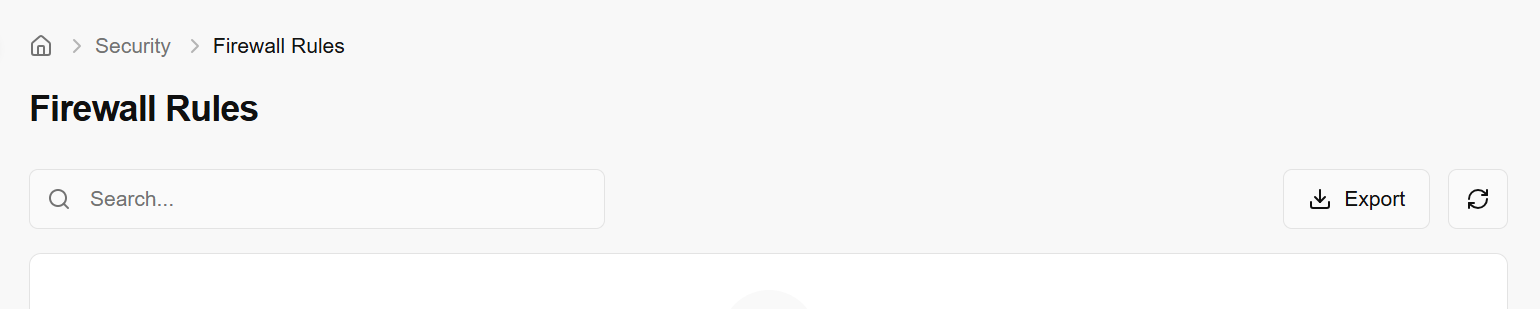 Security Firewall Rules
Firewall Rules
Search... Export